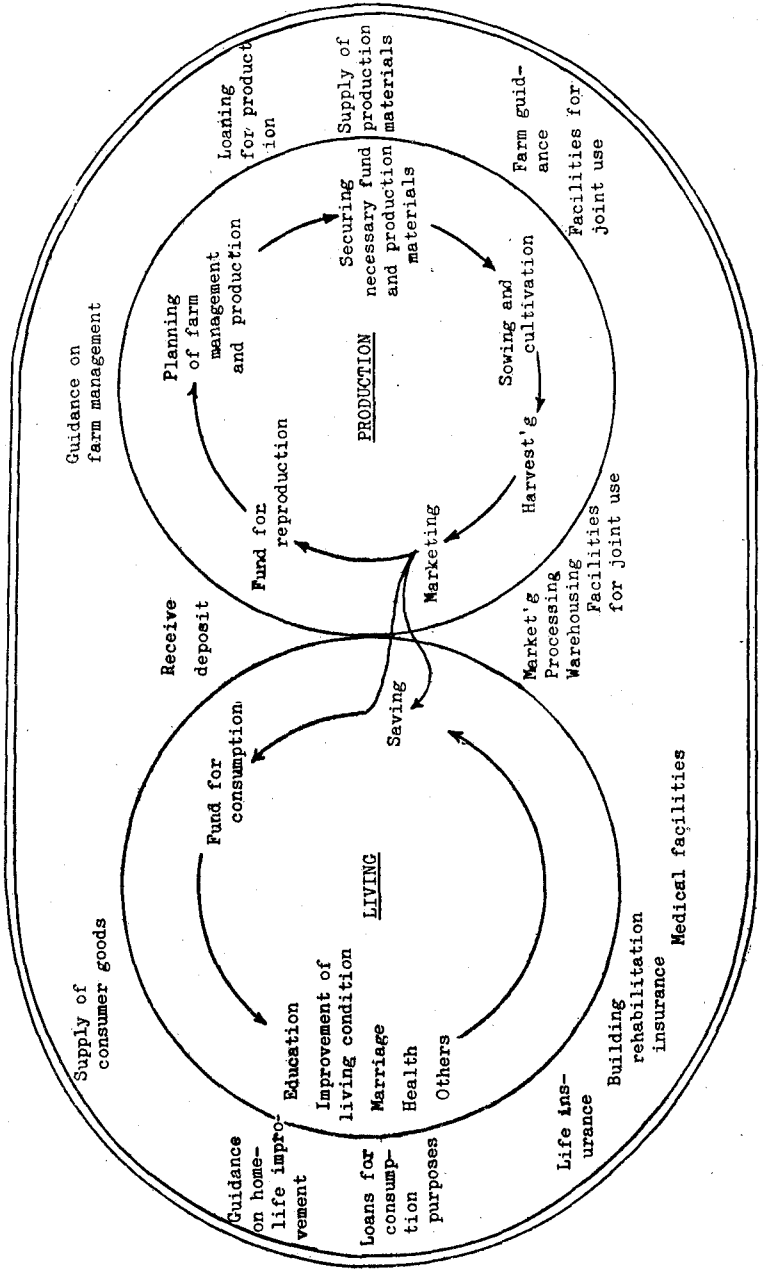 Supply of
consumer goods
Guidance on
farm management
Receive
deposit
Loaning
for product
ion
Supply of
production
materials
Farm guid-
ance
Facilities for
joint use
Market'g
Processing
Warehousing
Facilities
for joint use
Medical facilities
Building
rehabilitation
insurance
Life ins-
urance
Loans for
consump-
tion
purposes
Guidance
on home-
life impro-
vement
LIVING
Fund for
consumption
Education
Improvement of
living condition
Marriage
Health
Others
Saving
PRODUCTION
Planning
of farm
management
and production
Securing
necessary fund
and production
materials
Sowing and
cultivation
Harvest'g
Marketing
Fund for
reproduction